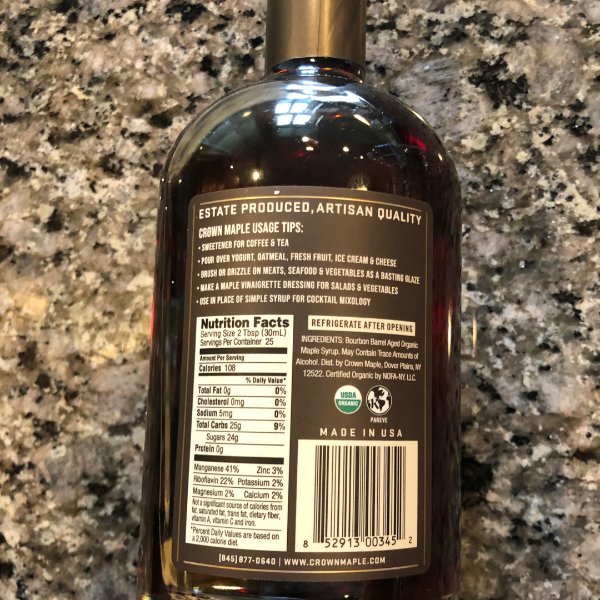 ESTATE PRODUCED, ARTISAN QUALITY
CROWN MAPLE USAGE TIPS:
• SWEETENER FOR COFFEE & TEA
• POUR OVER YOGURT, OATMEAL, FRESH FRUIT, ICE CREAM & CHEESE
• BRUSH OR DRIZZLE ON MEATS, SEAFOOD & VEGETABLES AS A BASTING GLAZE
• MAKE A MAPLE VINAIGRETTE DRESSING FOR SALADS & VEGETABLES
• USE IN PLACE OF SIMPLE SYRUP FOR COCKTAIL MIXOLOGY
Nutrition Facts
Serving Size 2 Tbsp (30mL)
Servings Per Container 25
Amount Per Serving
Calories 108
% Daily Value*
Total Fat 0g 0%
Cholesterol 0mg 0%
Sodium 5mg 0%
Total Carbs 25g 9%
Sugars 24g
Protein 0g
Manganese 41% Zinc 3%
Riboflavin 22% Potassium 2%
Magnesium 2% Calcium 2%
Not a significant source of calories from
fat, saturated fat, trans fat, dietary fiber,
vitamin A, vitamin C and iron.
*Percent Daily Values are based on
a 2,000 calorie diet.
REFRIGERATE AFTER OPENING
INGREDIENTS: Bourbon Barrel Aged Organic
Maple Syrup. May Contain Trace Amounts of
Alcohol. Dist. by Crown Maple, Dover Plains, NY
12522. Certified Organic by NOFA-NY, LLC.
USDA
ORGANIC
K
PAREVE
MADE IN USA
8 52913 00345 2
(845) 877-0640 | WWW.CROWNMAPLE.COM